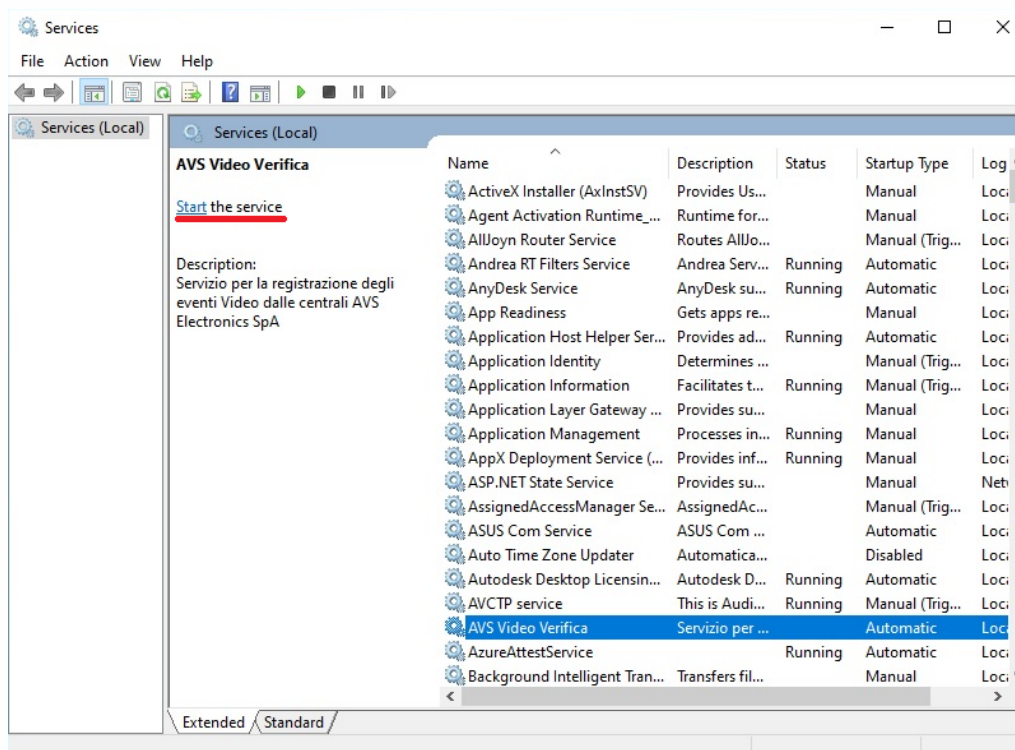 Services
File Action View Help
Services (Local)
Services (Local)
AVS Video Verifica
Start the service
Description:
Servizio per la registrazione degli
eventi Video dalle centrali AVS
Electronics SpA
Name Description Status Startup Type Log
ActiveX Installer (AxInstSV) Provides Us... Manual Loca
Agent Activation Runtime_... Runtime for... Manual Loca
AllJoyn Router Service Routes AllJo... Manual (Trig... Loca
Andrea RT Filters Service Andrea Serv... Running Automatic Loca
AnyDesk Service AnyDesk su... Running Automatic Loca
App Readiness Gets apps re... Manual Loca
Application Host Helper Ser... Provides ad... Running Automatic Loca
Application Identity Determines ... Manual (Trig... Loca
Application Information Facilitates t... Running Manual (Trig... Loca
Application Layer Gateway ... Provides su... Manual Loca
Application Management Processes in... Running Manual Loca
AppX Deployment Service (... Provides inf... Running Manual Loca
ASP.NET State Service Provides su... Manual Netw
AssignedAccessManager Se... AssignedAc... Manual (Trig... Loca
ASUS Com Service ASUS Com ... Automatic Loca
Auto Time Zone Updater Automatica... Disabled Loca
Autodesk Desktop Licensin... Autodesk D... Running Automatic Loca
AVCTP service This is Audi... Running Manual (Trig... Loca
AVS Video Verifica Servizio per ... Automatic Loca
AzureAttestService Running Automatic Loca
Background Intelligent Tran... Transfers fil... Manual Loca
Extended Standard